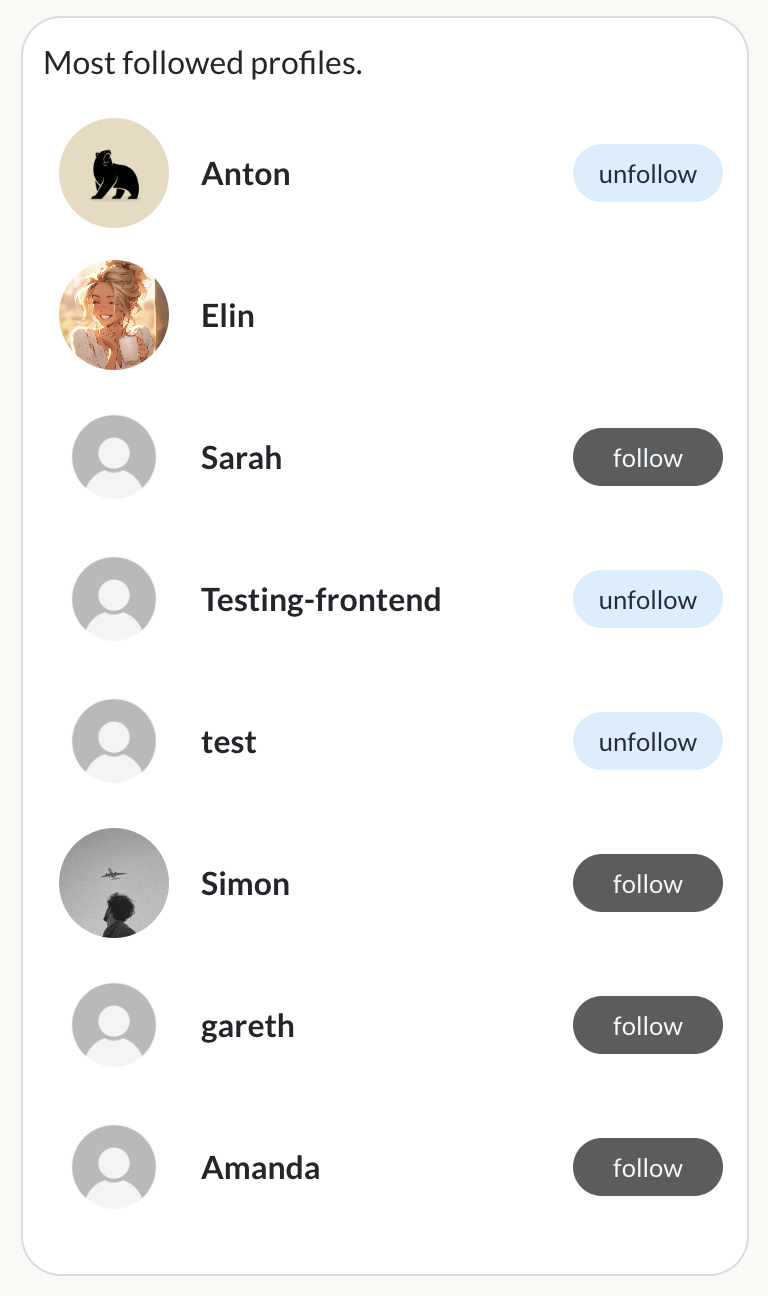 Most followed profiles.
Anton unfollow
Elin
Sarah follow
Testing-frontend unfollow
test unfollow
Simon follow
gareth follow
Amanda follow